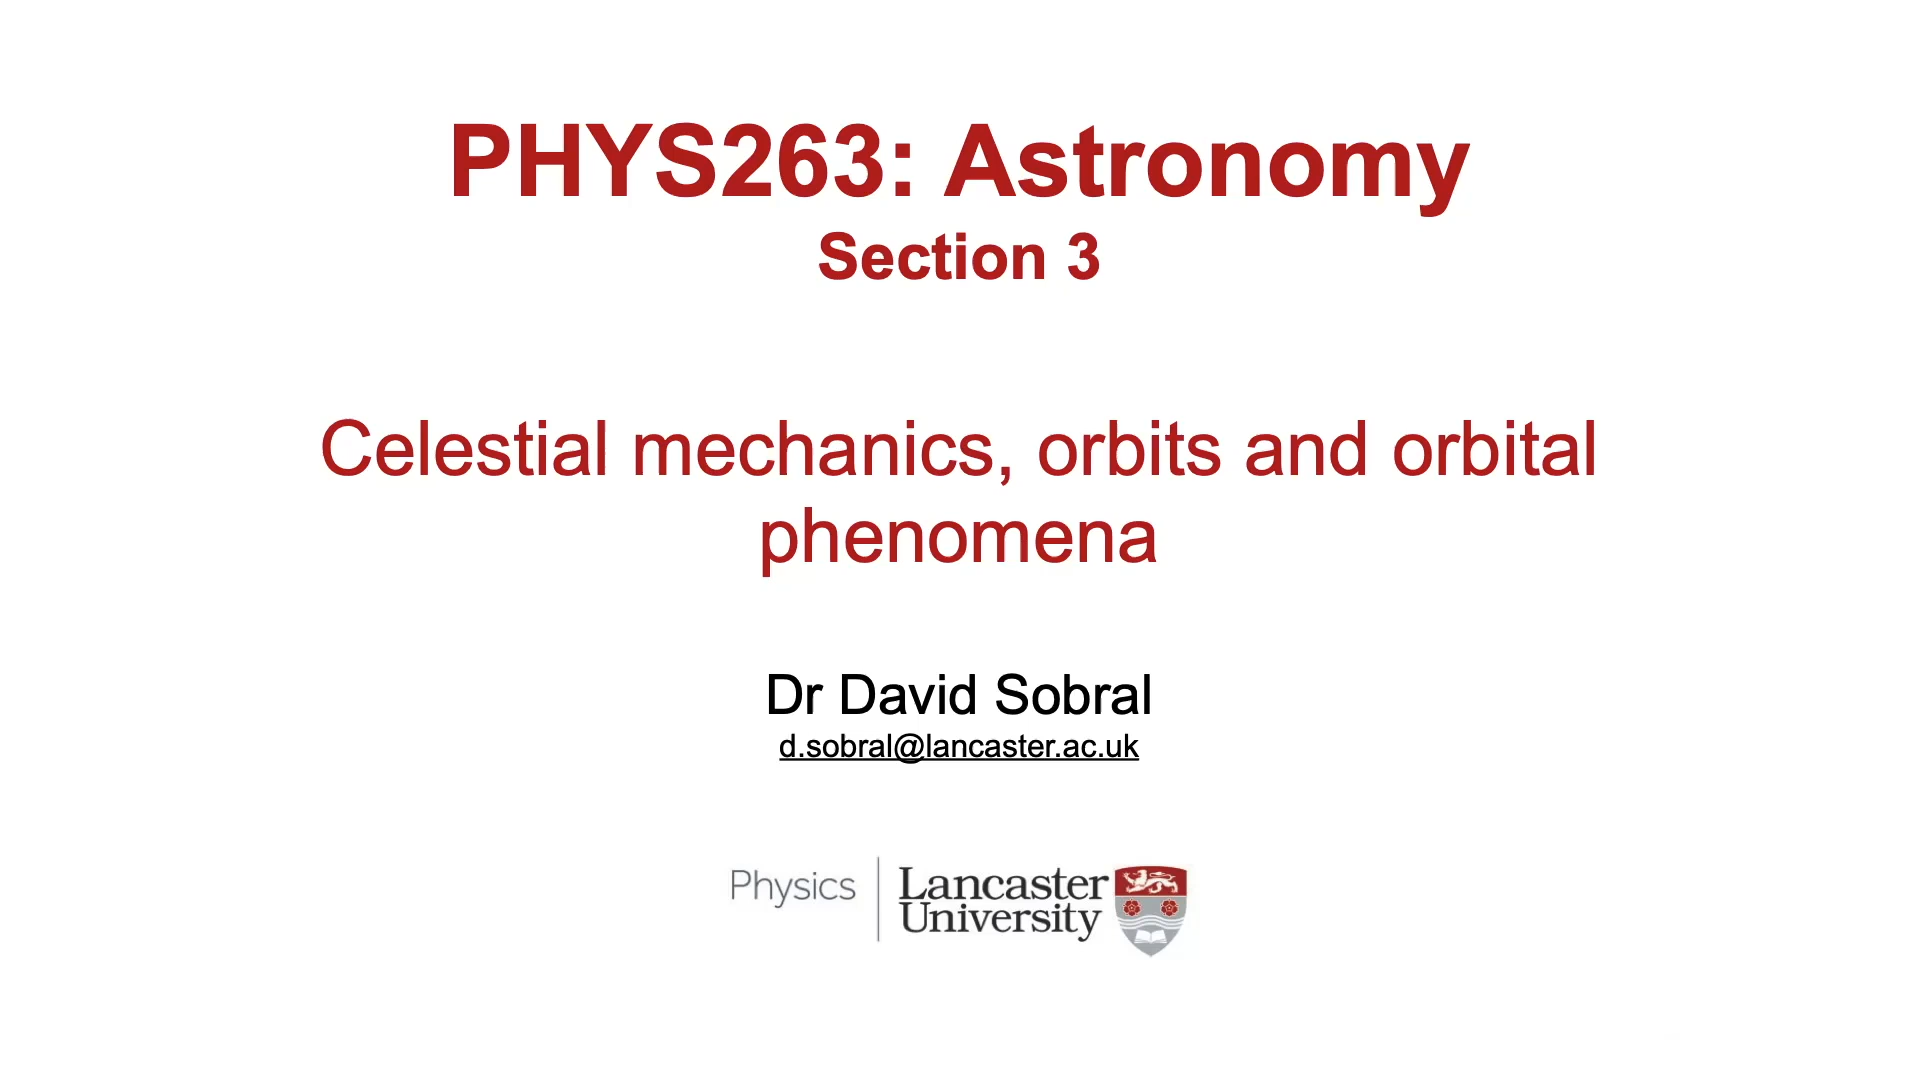 PHYS263: Astronomy
Section 3
Celestial mechanics, orbits and orbital
phenomena
Dr David Sobral
d.sobral@lancaster.ac.uk
Physics
Lancaster
University